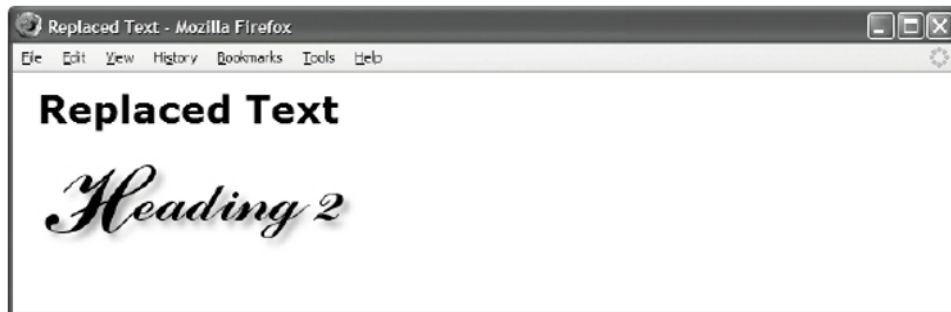 Replaced Text - Mozilla Firefox
File Edit View History Bookmarks Tools Help
Replaced Text
Heading 2